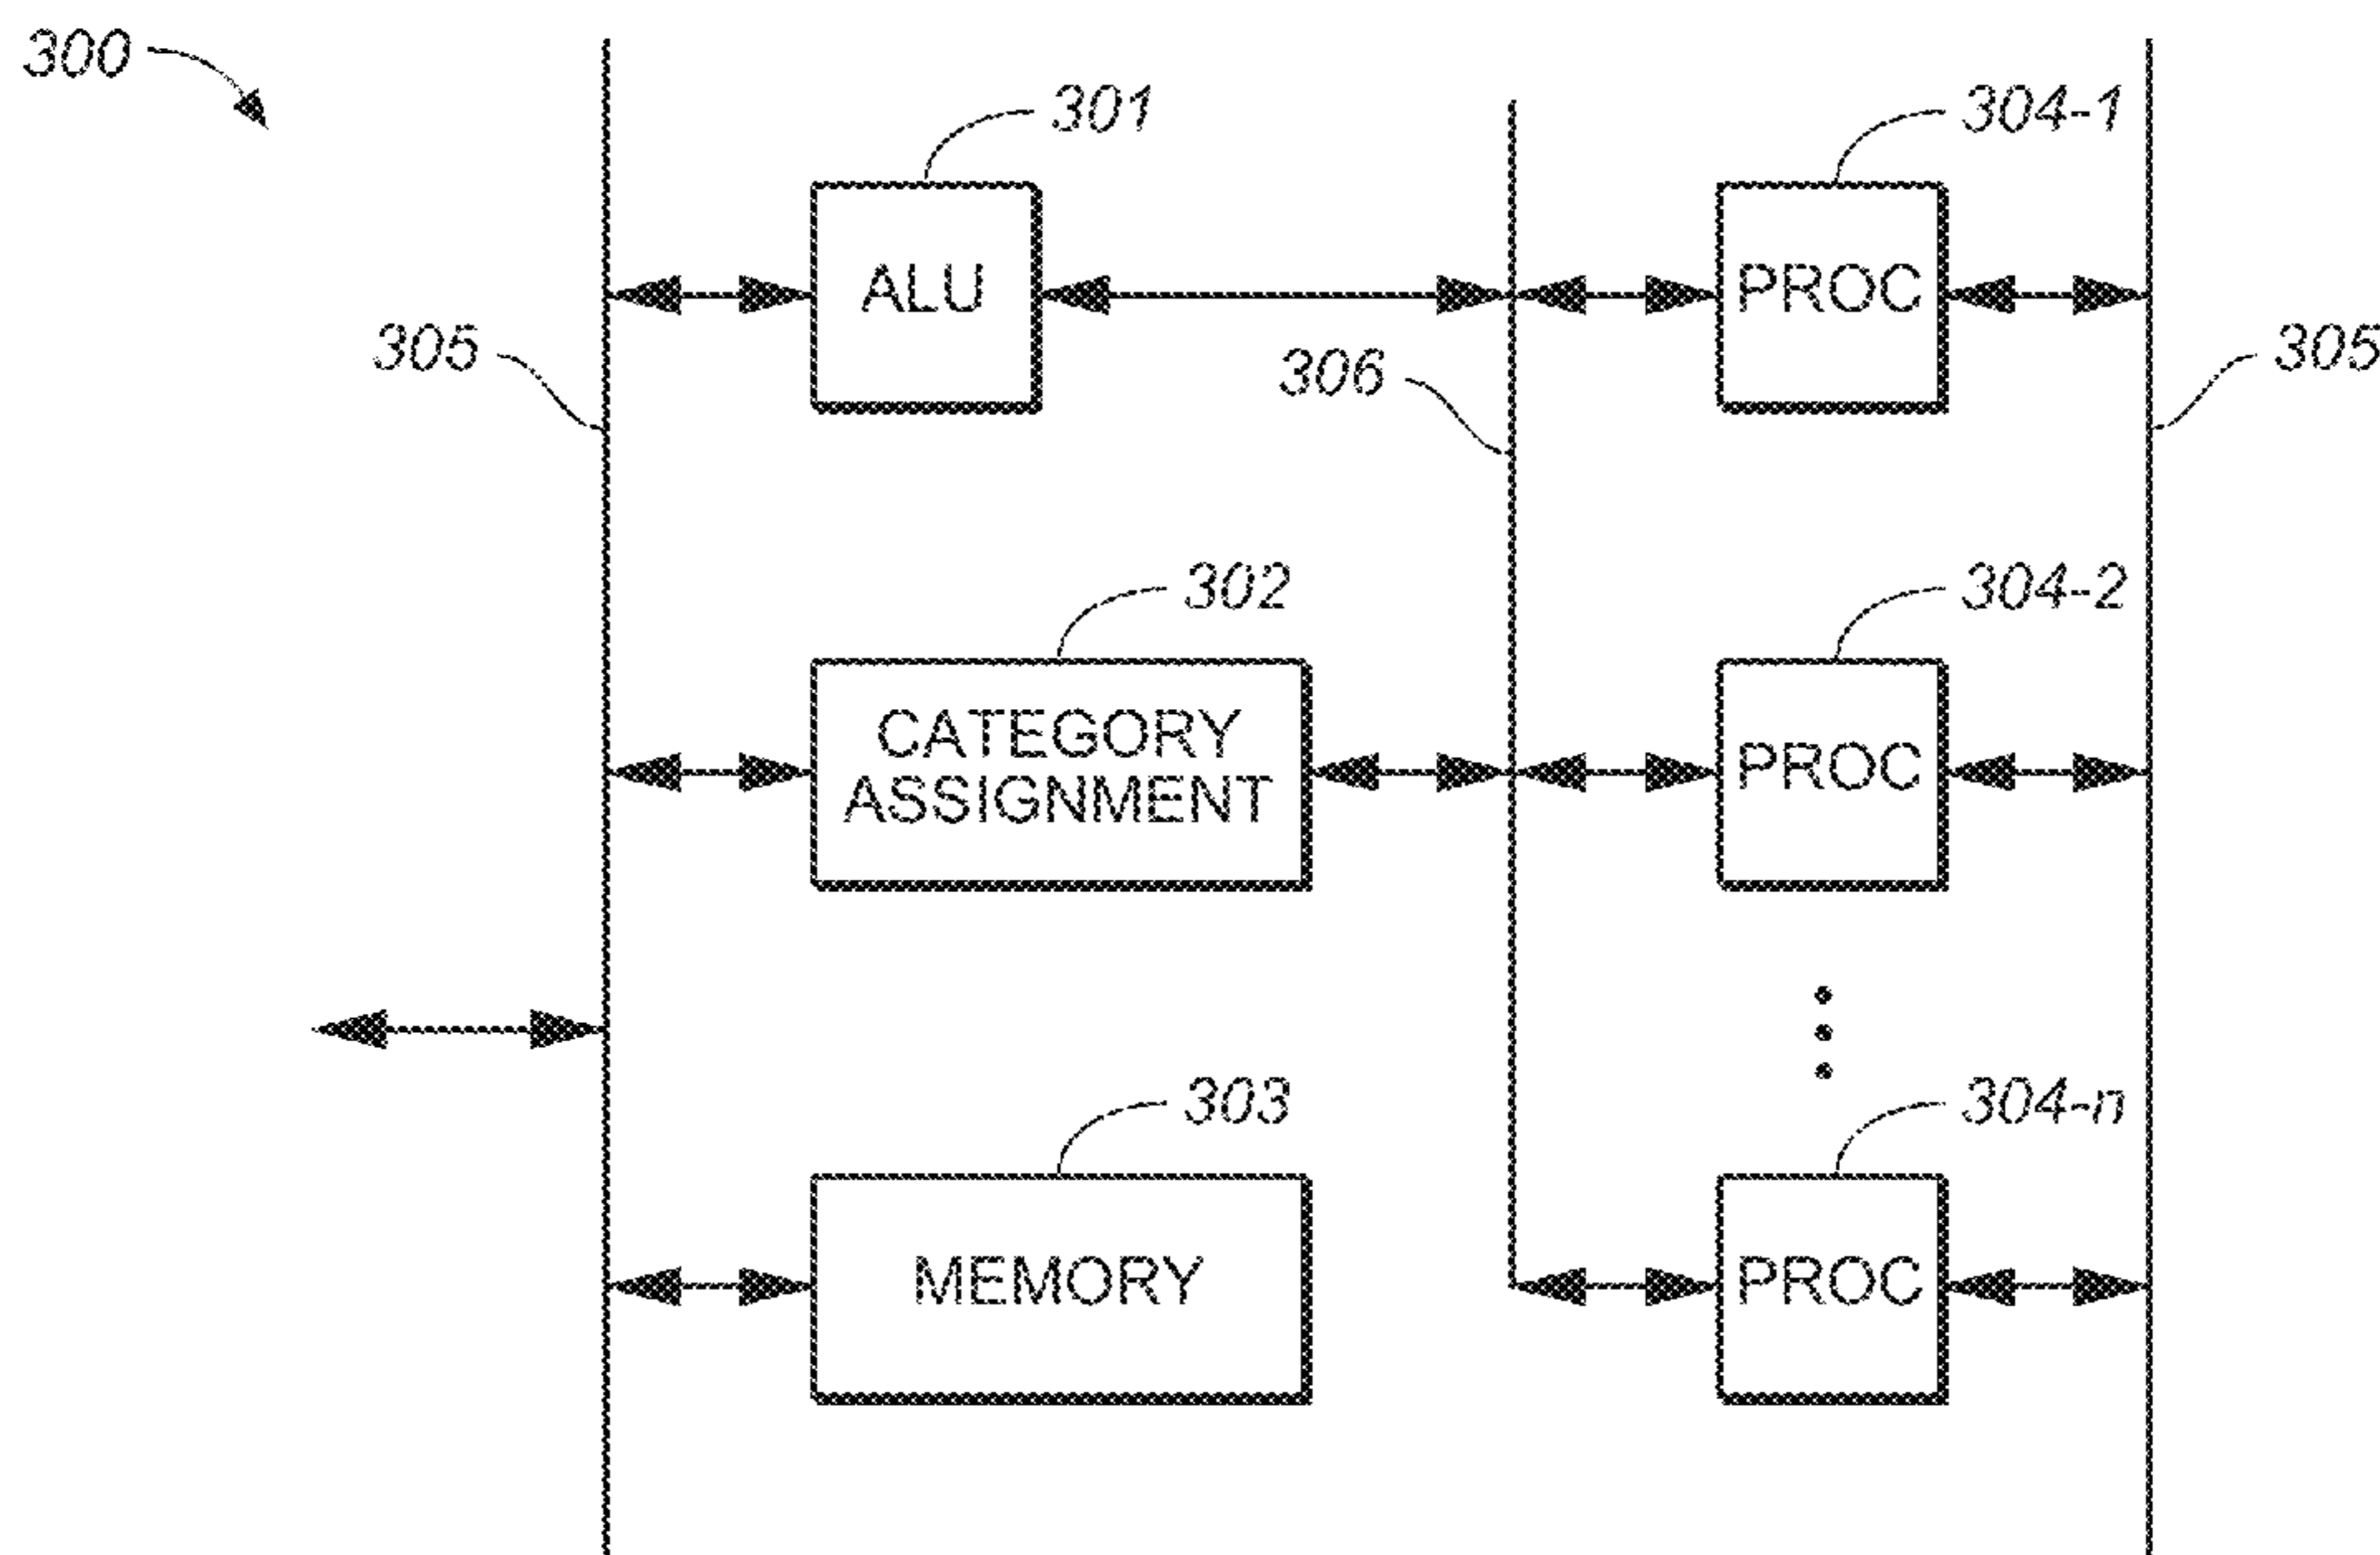 300
301
304-1
ALU
PROC
305
306
305
302
304-2
CATEGORY
ASSIGNMENT
PROC
303
304-n
MEMORY
PROC